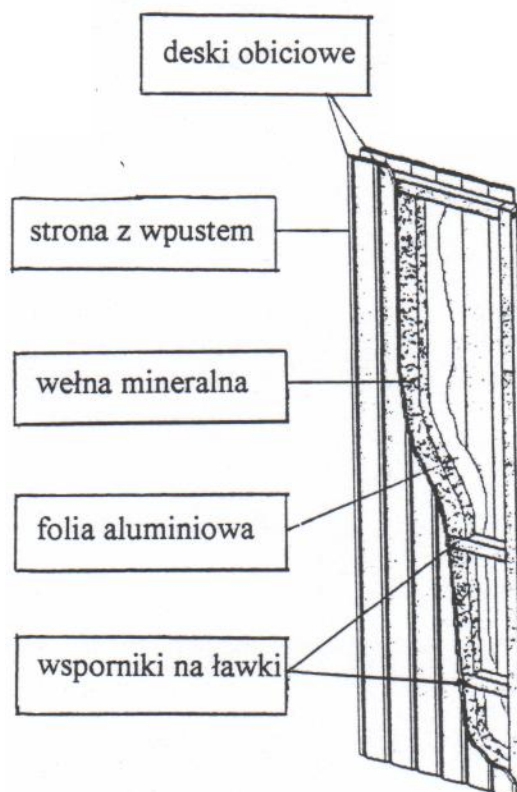 deski obiciowe
strona z wpustem
wełna mineralna
folia aluminiowa
wsporniki na ławki